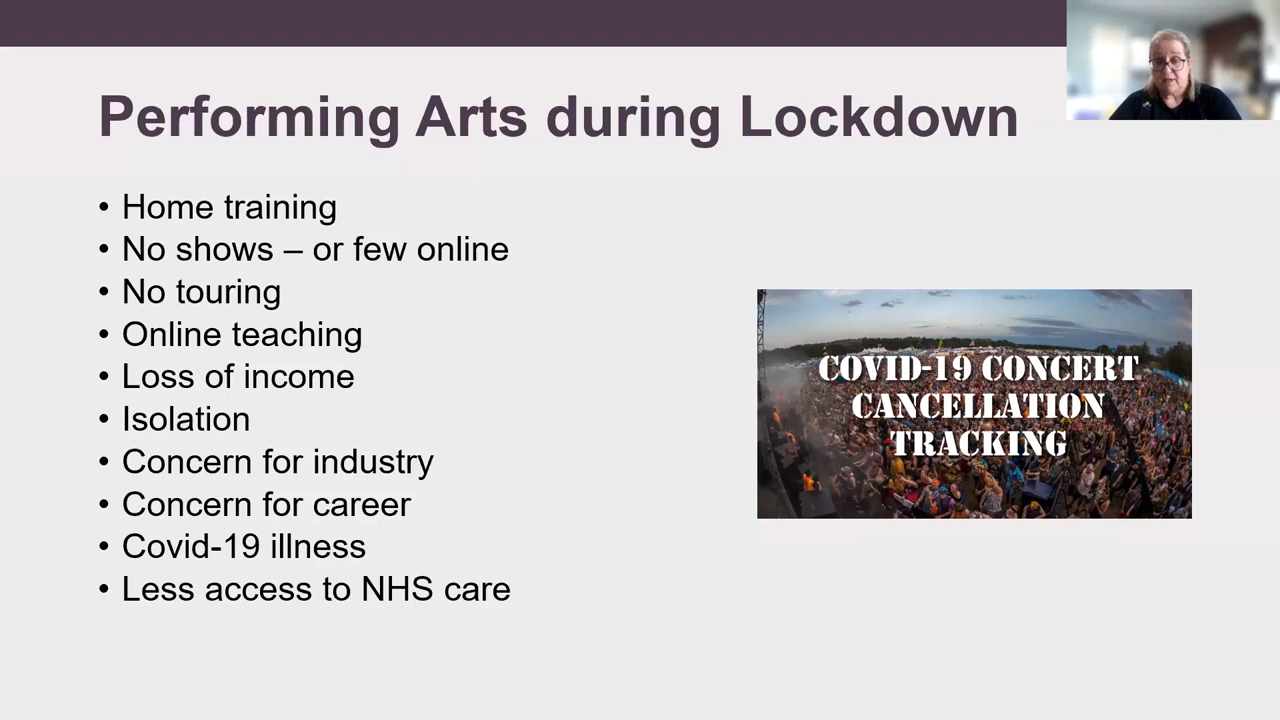 Performing Arts during Lockdown
• Home training
• No shows – or few online
• No touring
• Online teaching
• Loss of income
• Isolation
• Concern for industry
• Concern for career
• Covid-19 illness
• Less access to NHS care
COVID-19 CONCERT
CANCELLATION
TRACKING